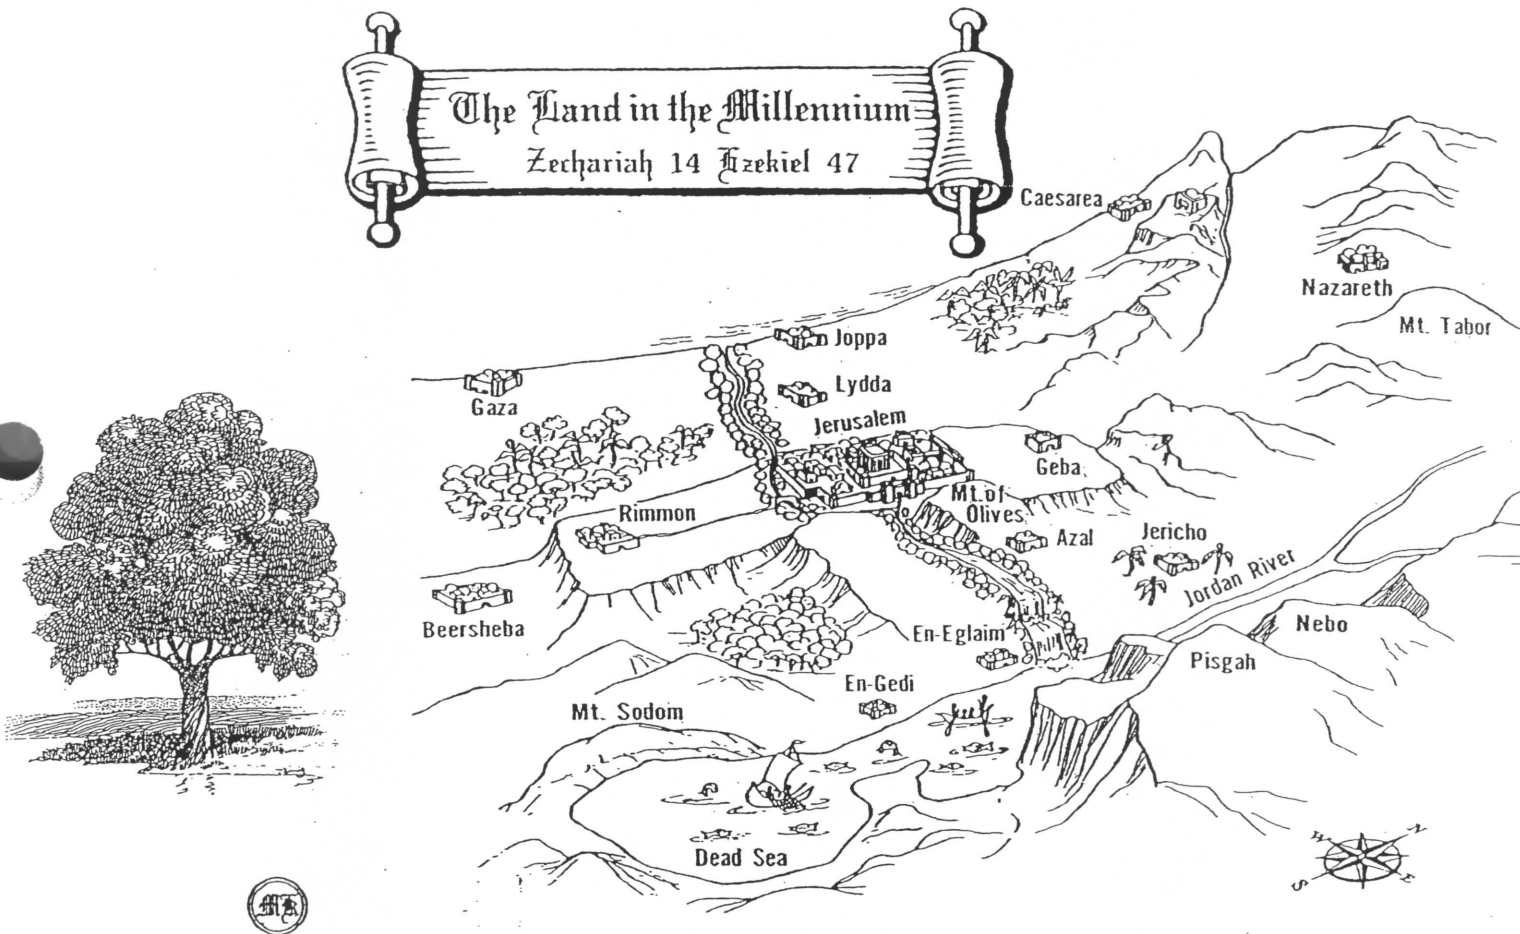 The Land in the Millennium
Zechariah 14 Ezekiel 47
Caesarea
Nazareth
Mt. Tabor
Joppa
Lydda
Gaza
Jerusalem
Geba
Mt. of
Olives
Rimmon
Azal
Jericho
Jordan River
Beersheba
En-Eglaim
Nebo
Pisgah
En-Gedi
Mt. Sodom
Dead Sea
W N
S E
MK